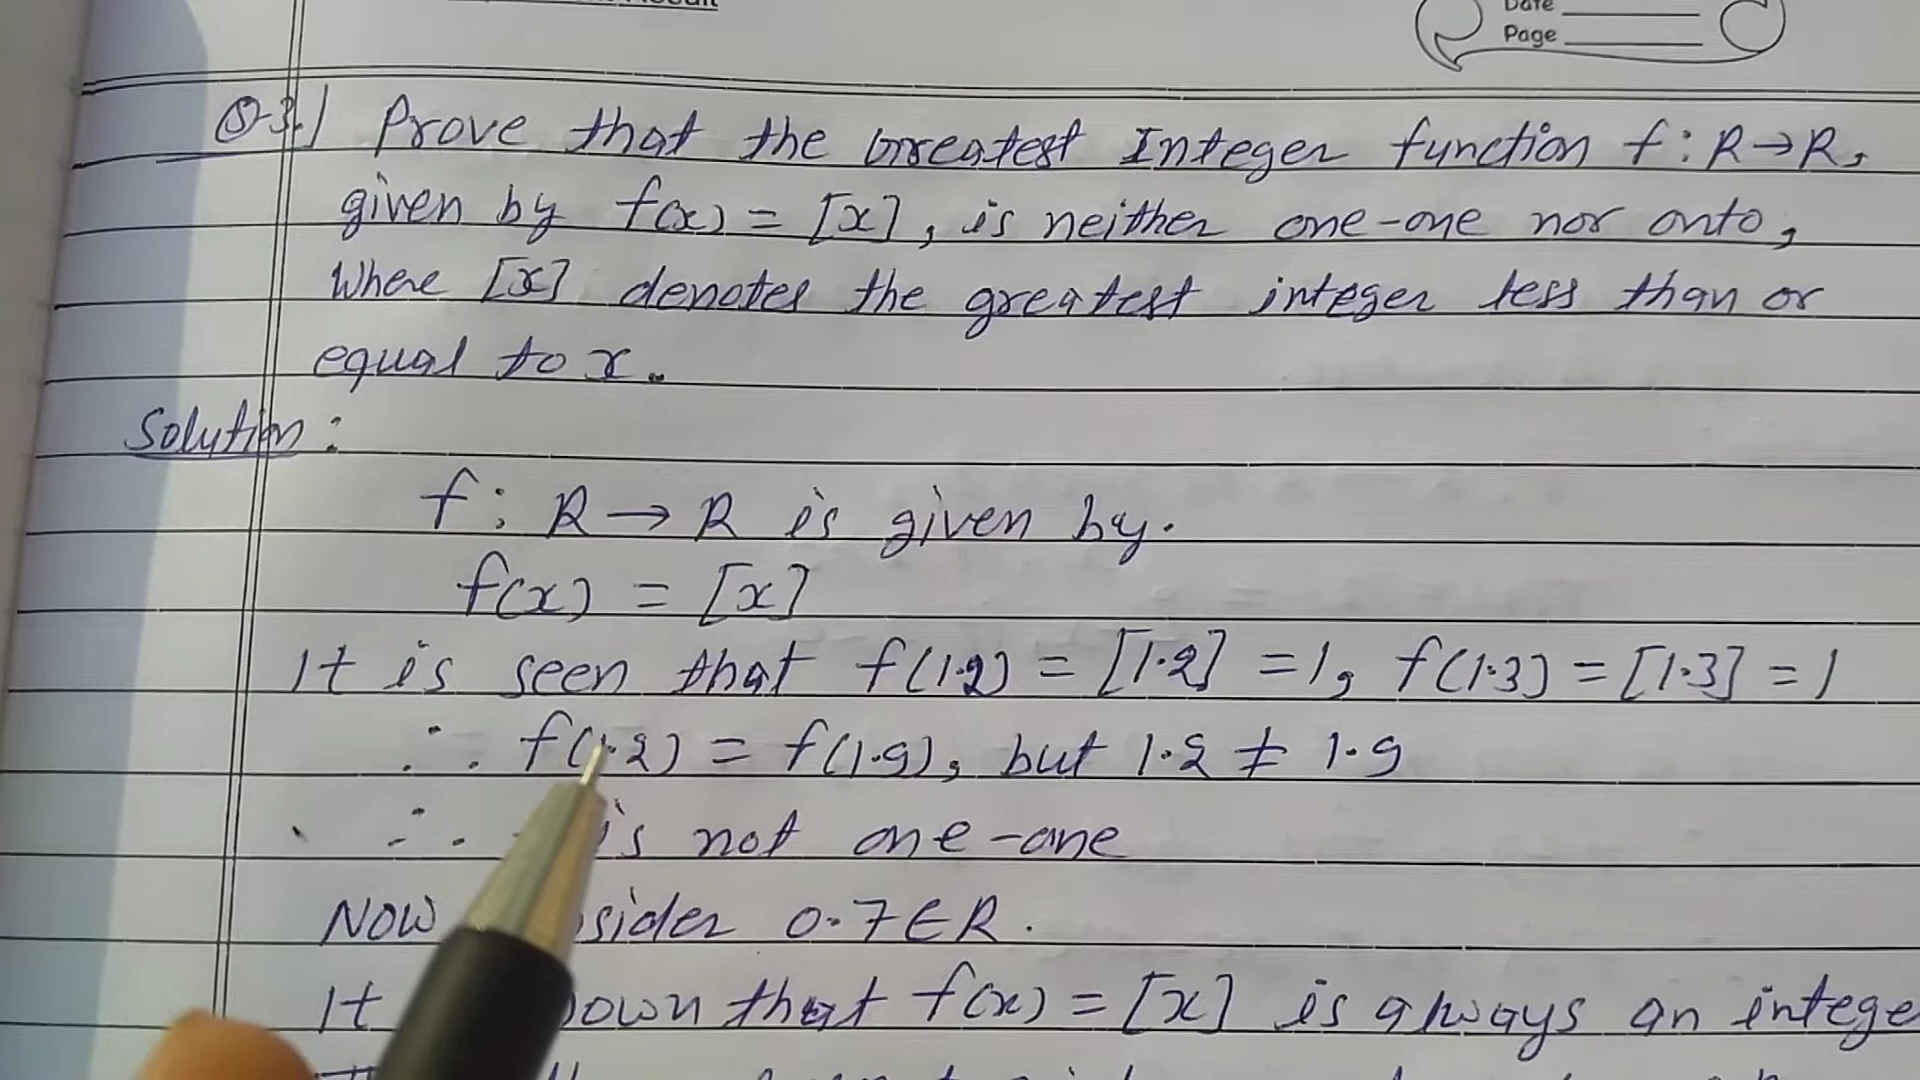 Date
Page
Q-3.) Prove that the Greatest Integer function f : R→R,
given by f(x) = [x], is neither one-one nor onto,
Where [x] denotes the greatest integer less than or
equal to x.
Solution :
f : R → R is given by.
f(x) = [x]
It is seen that f(1.2) = [1.2] = 1, f(1.3) = [1.3] = 1
∴ f(1.2) = f(1.9), but 1.2 ≠ 1.9
∴ is not one-one
NOW 0.7 ∈ R.
It that f(x) = [x] is always an intege